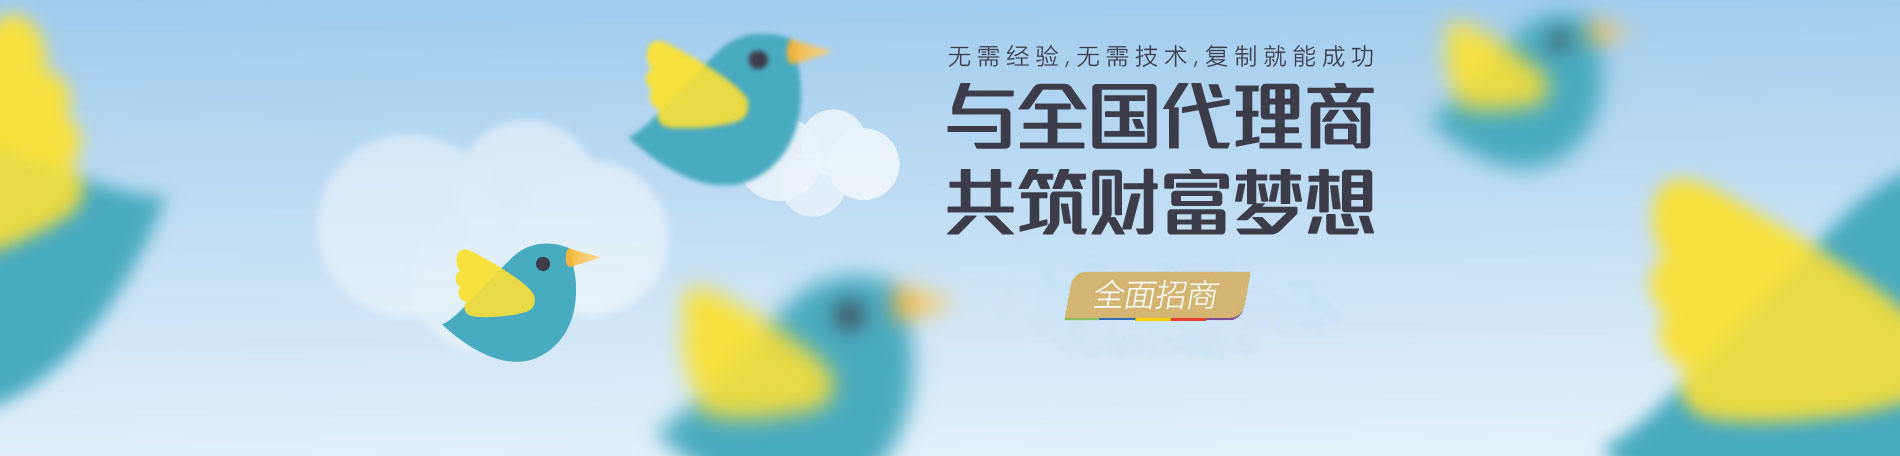 无需经验,无需技术,复制就能成功
与全国代理商
共筑财富梦想
全面招商